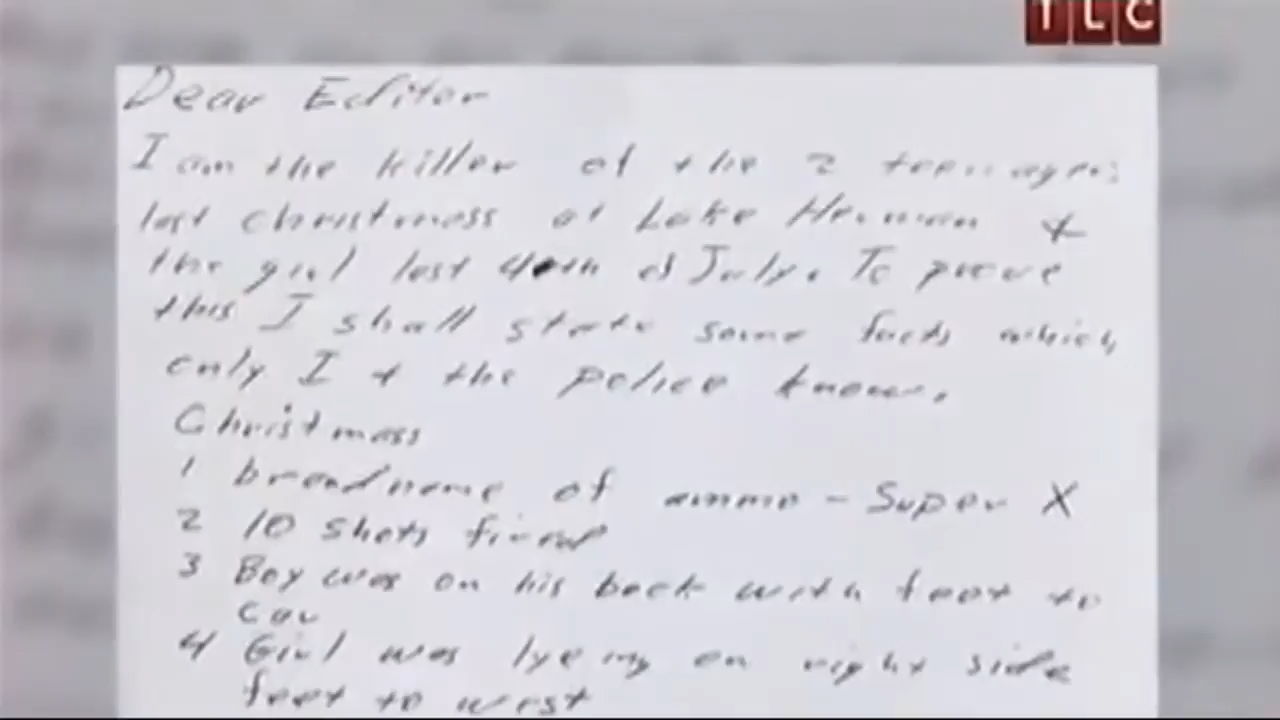 TLC
Dear Editor
I am the killer of the 2 teenagers
last christmass at Lake Herman &
the girl last 4th of July. To prove
this I shall state some facts which
only I & the police know.
Christmass
1 brand name of ammo - Super X
2 10 shots fired
3 Boy was on his back with feet to
car
4 Girl was lyeing on right side
feet to west